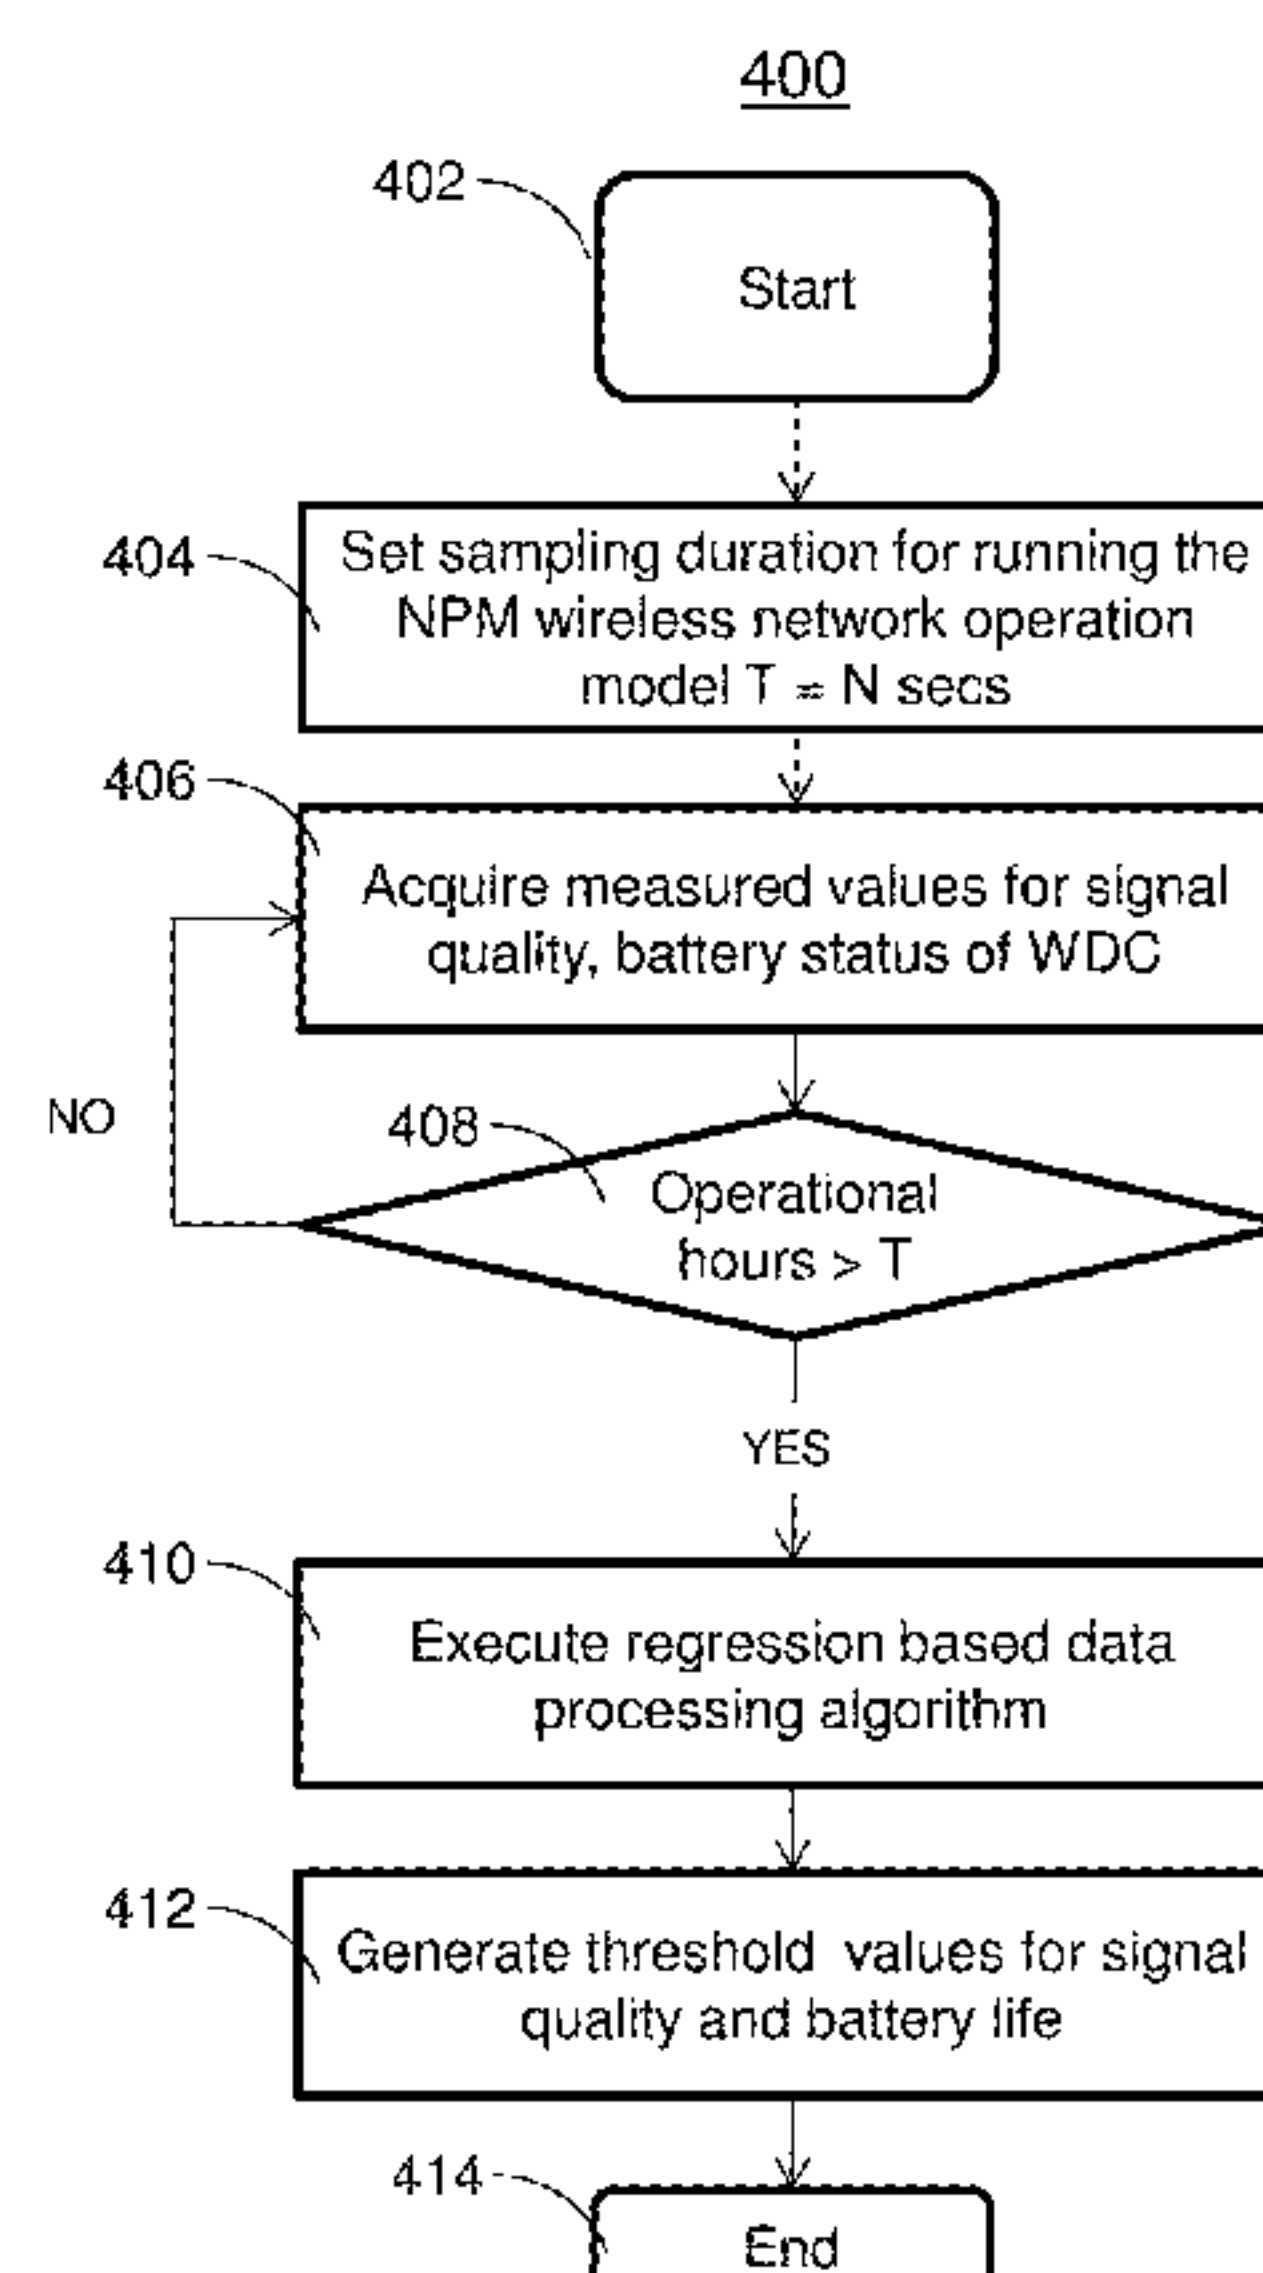 400
402
Start
404
Set sampling duration for running the
NPM wireless network operation
model T = N secs
406
Acquire measured values for signal
quality, battery status of WDC
NO
408
Operational
hours > T
YES
410
Execute regression based data
processing algorithm
412
Generate threshold values for signal
quality and battery life
414
End